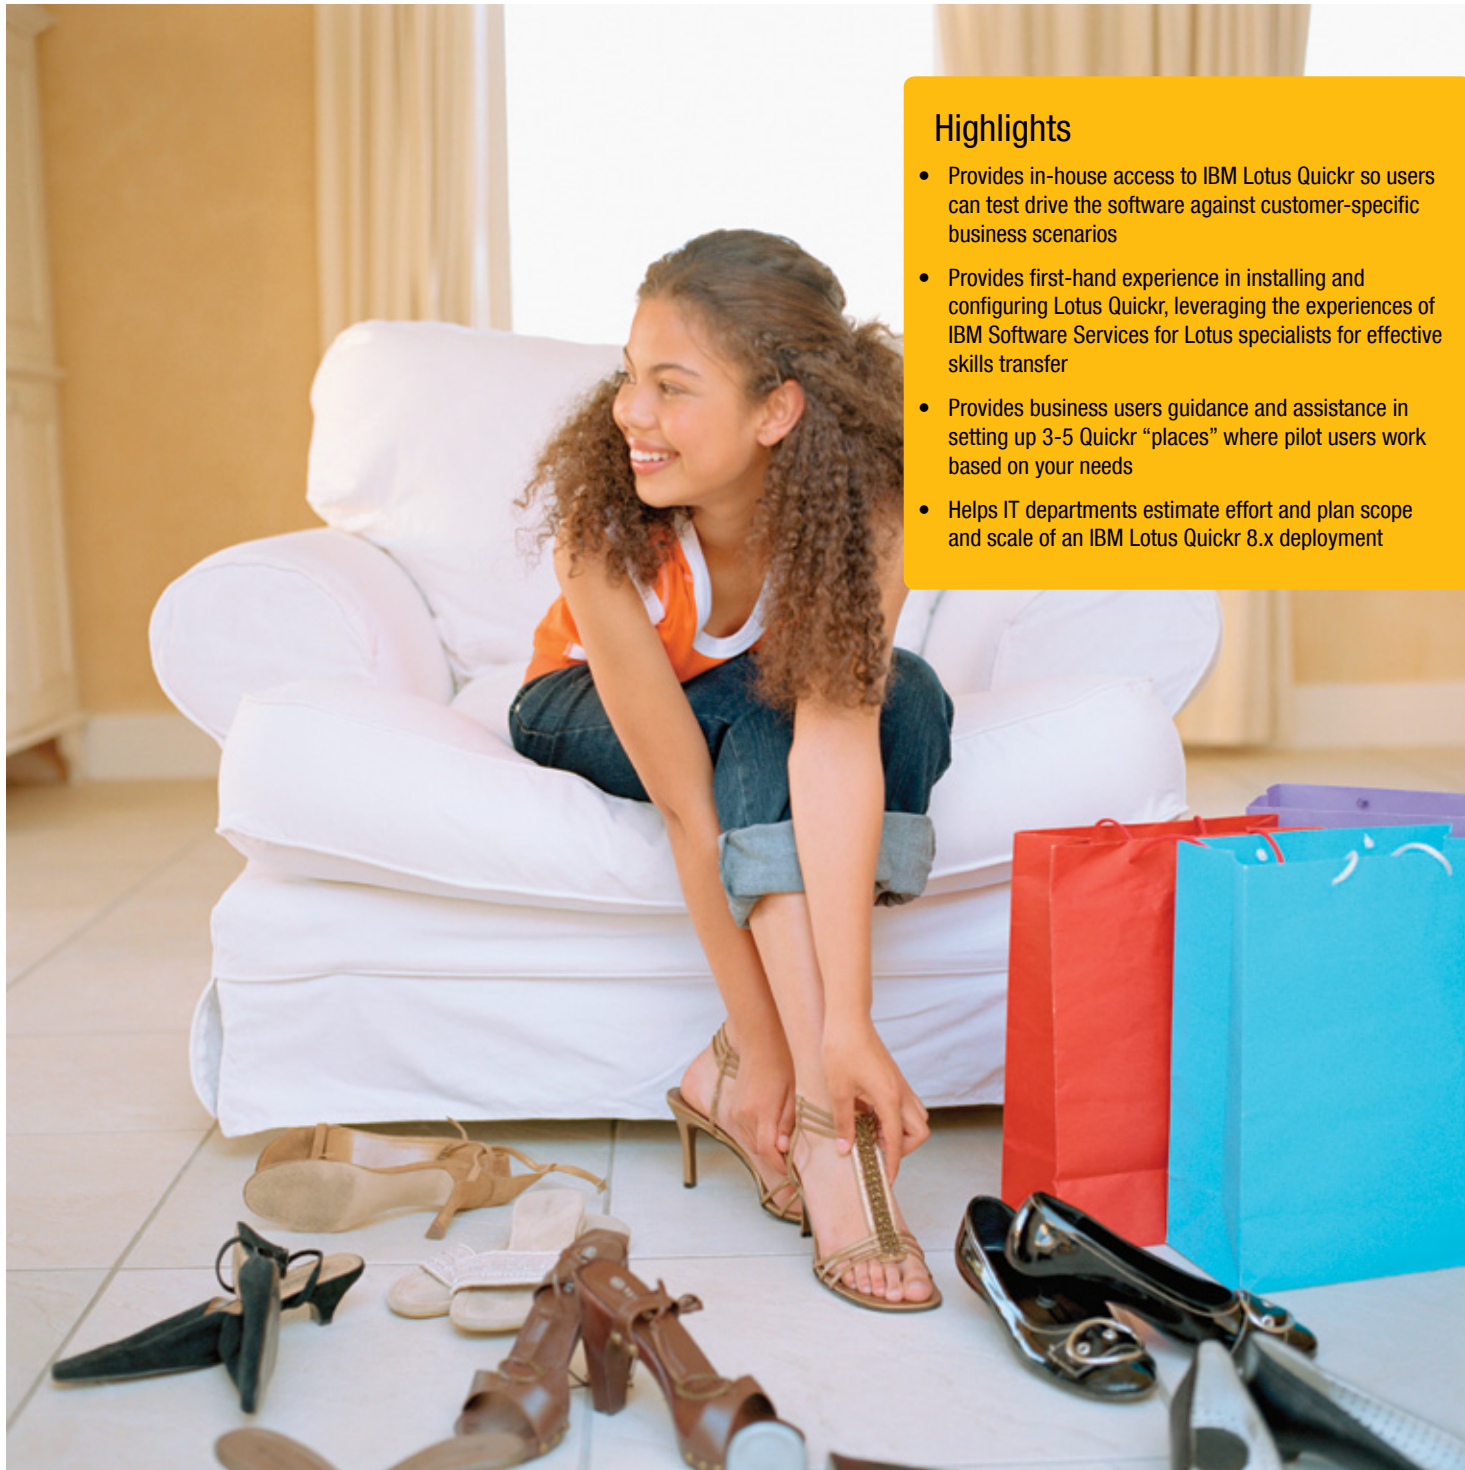 Highlights
• Provides in-house access to IBM Lotus Quickr so users
can test drive the software against customer-specific
business scenarios
• Provides first-hand experience in installing and
configuring Lotus Quickr, leveraging the experiences of
IBM Software Services for Lotus specialists for effective
skills transfer
• Provides business users guidance and assistance in
setting up 3-5 Quickr “places” where pilot users work
based on your needs
• Helps IT departments estimate effort and plan scope
and scale of an IBM Lotus Quickr 8.x deployment